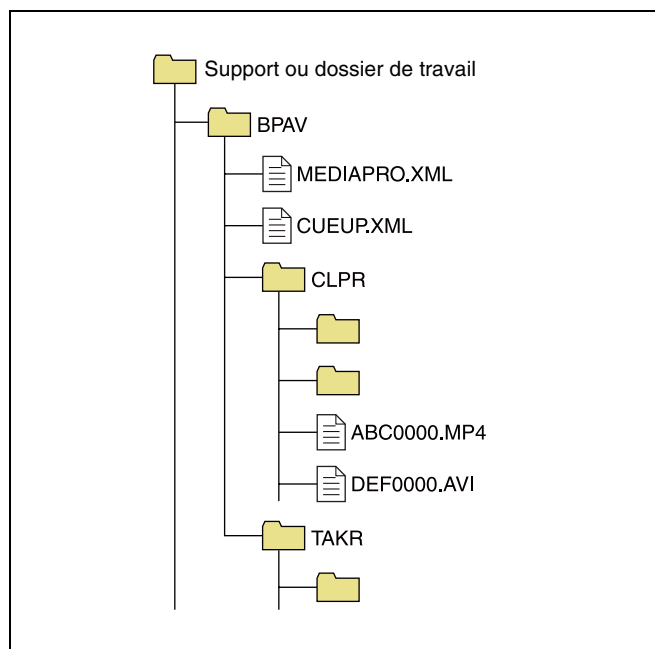 Support ou dossier de travail
BPAV
MEDIAPRO.XML
CUEUP.XML
CLPR
ABC0000.MP4
DEF0000.AVI
TAKR